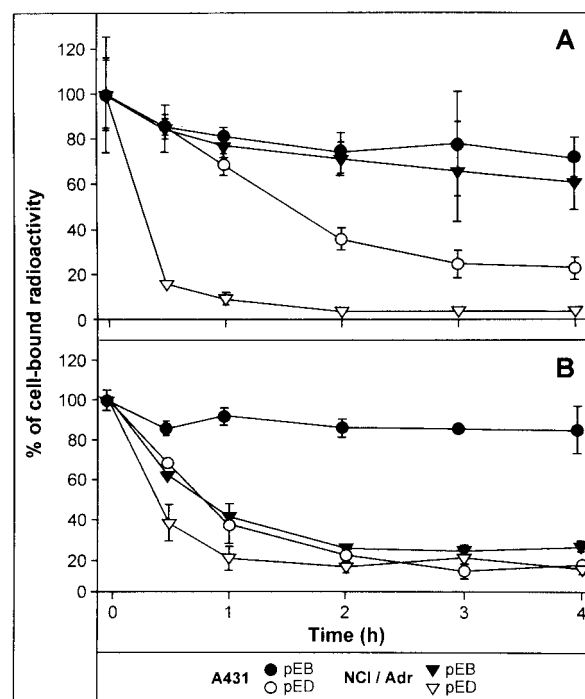 A
120
100
80
60
40
20
0
B
120
100
80
60
40
20
0
% of cell-bound radioactivity
0 1 2 3 4
Time (h)
A431 pEB NCI / Adr pEB
pED pED